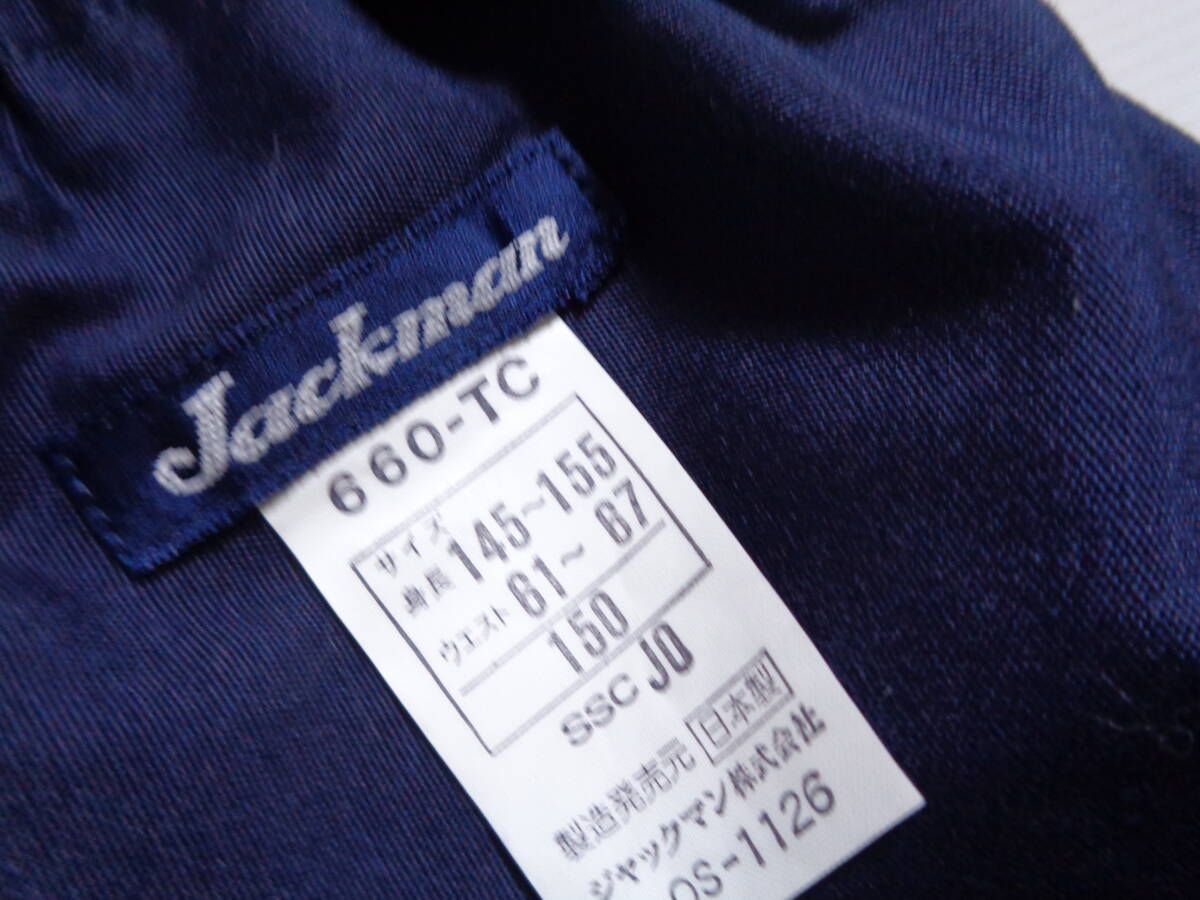 Jackman
660-TC
サイズ
身長 145~155
ウエスト 61~ 67
150
SSC JO
製造発売元 日本製
ジャックマン株式会社
OS-1126